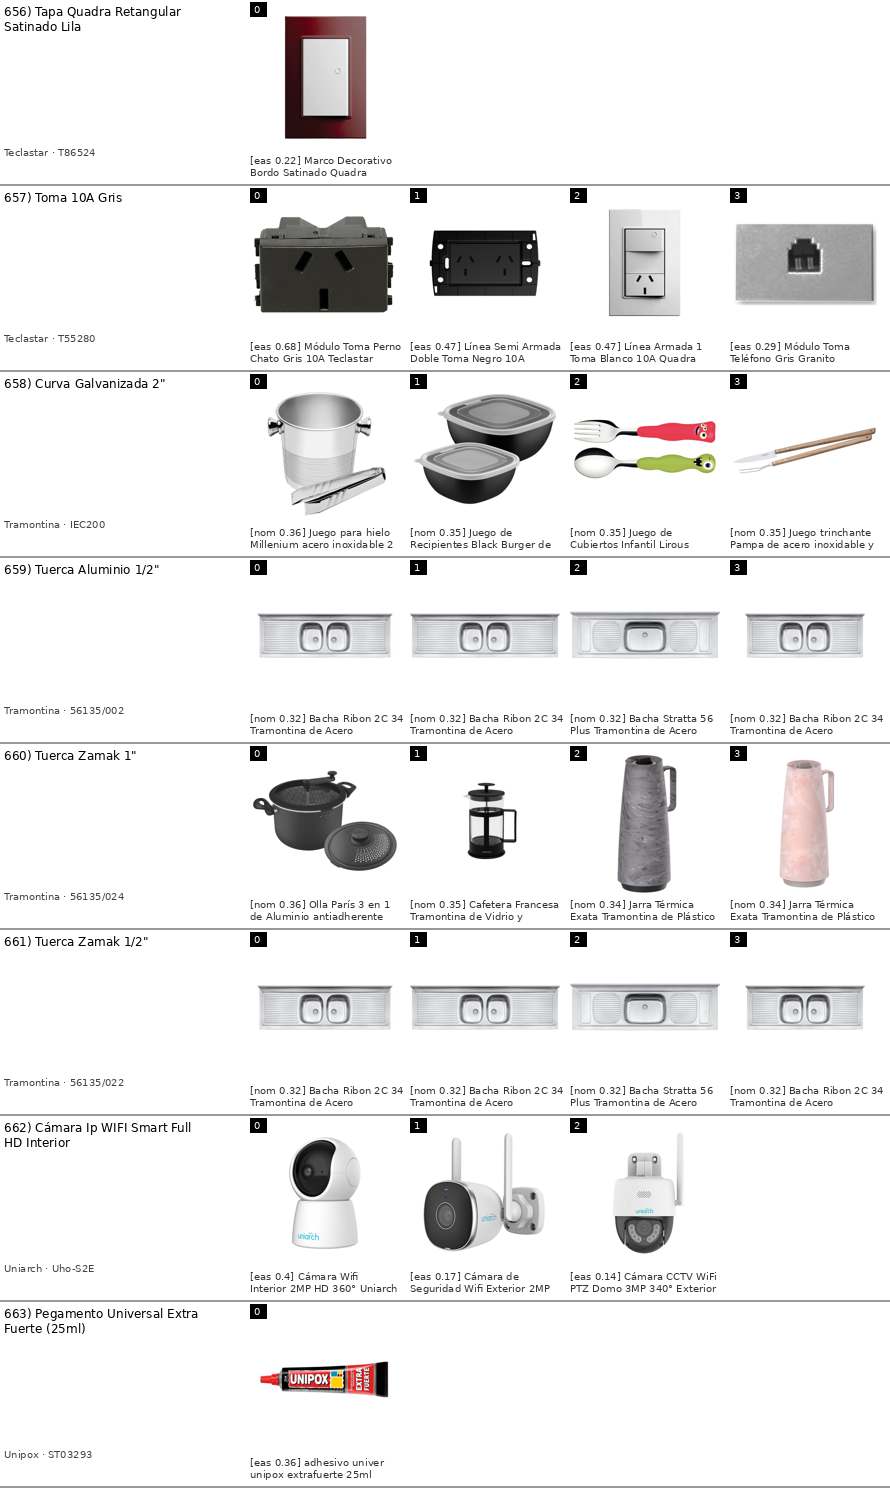 656) Tapa Quadra Retangular
Satinado Lila
Teclastar · T86524
0
[eas 0.22] Marco Decorativo
Bordo Satinado Quadra
657) Toma 10A Gris
Teclastar · T55280
0
1
2
3
[eas 0.68] Módulo Toma Perno
Chato Gris 10A Teclastar
[eas 0.47] Línea Semi Armada
Doble Toma Negro 10A
[eas 0.47] Línea Armada 1
Toma Blanco 10A Quadra
[eas 0.29] Módulo Toma
Teléfono Gris Granito
658) Curva Galvanizada 2"
Tramontina · IEC200
0
1
2
3
[nom 0.36] Juego para hielo
Millenium acero inoxidable 2
[nom 0.35] Juego de
Recipientes Black Burger de
[nom 0.35] Juego de
Cubiertos Infantil Lirous
[nom 0.35] Juego trinchante
Pampa de acero inoxidable y
659) Tuerca Aluminio 1/2"
Tramontina · 56135/002
0
1
2
3
[nom 0.32] Bacha Ribon 2C 34
Tramontina de Acero
[nom 0.32] Bacha Ribon 2C 34
Tramontina de Acero
[nom 0.32] Bacha Stratta 56
Plus Tramontina de Acero
[nom 0.32] Bacha Ribon 2C 34
Tramontina de Acero
660) Tuerca Zamak 1"
Tramontina · 56135/024
0
1
2
3
[nom 0.36] Olla París 3 en 1
de Aluminio antiadherente
[nom 0.35] Cafetera Francesa
Tramontina de Vidrio y
[nom 0.34] Jarra Térmica
Exata Tramontina de Plástico
[nom 0.34] Jarra Térmica
Exata Tramontina de Plástico
661) Tuerca Zamak 1/2"
Tramontina · 56135/022
0
1
2
3
[nom 0.32] Bacha Ribon 2C 34
Tramontina de Acero
[nom 0.32] Bacha Ribon 2C 34
Tramontina de Acero
[nom 0.32] Bacha Stratta 56
Plus Tramontina de Acero
[nom 0.32] Bacha Ribon 2C 34
Tramontina de Acero
662) Cámara Ip WIFI Smart Full
HD Interior
Uniarch · Uho-S2E
0
1
2
uniarch
uniarch
uniarch
[eas 0.4] Cámara Wifi
Interior 2MP HD 360° Uniarch
[eas 0.17] Cámara de
Seguridad Wifi Exterior 2MP
[eas 0.14] Cámara CCTV WiFi
PTZ Domo 3MP 340° Exterior
663) Pegamento Universal Extra
Fuerte (25ml)
Unipox · ST03293
0
UNIPOX
EXTRA
FUERTE
[eas 0.36] adhesivo univer
unipox extrafuerte 25ml